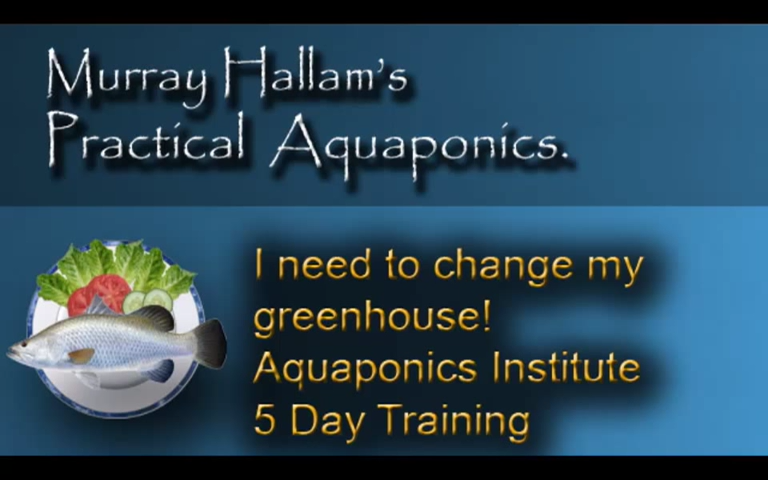 Murray Hallam's
Practical Aquaponics.
I need to change my
greenhouse!
Aquaponics Institute
5 Day Training